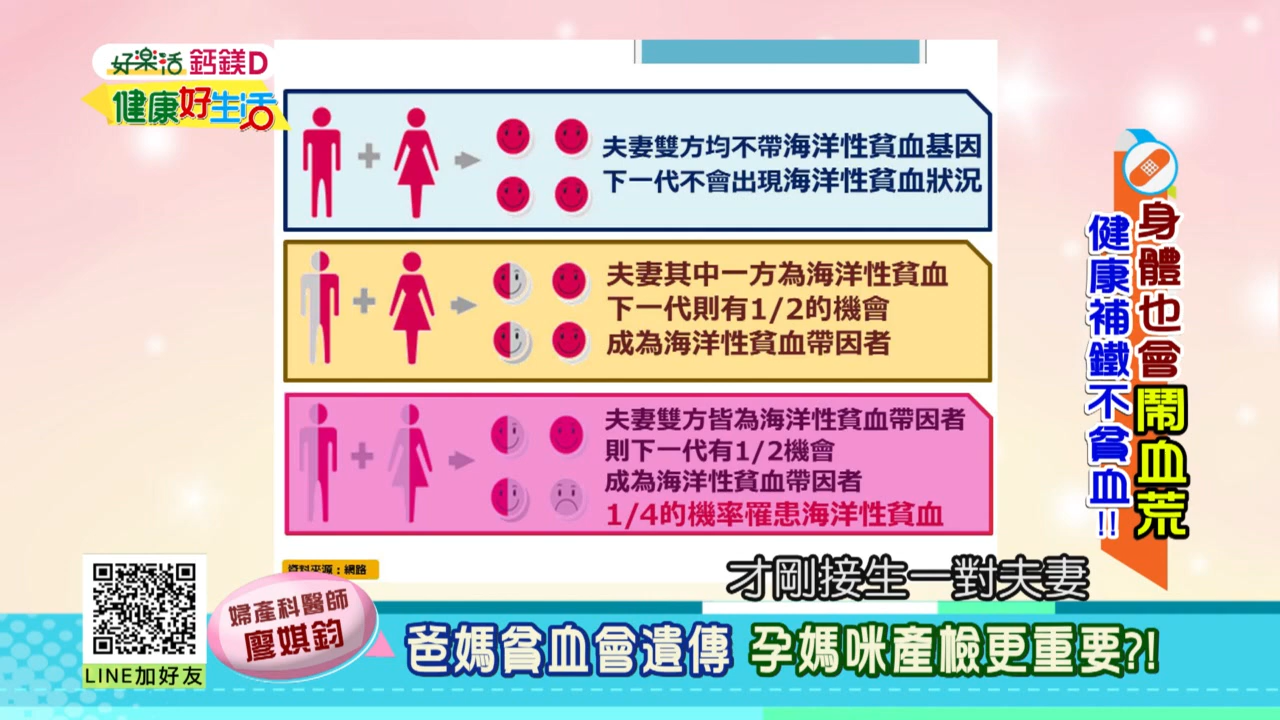 好楽活 鈣鎂D
健康好生活
夫妻雙方均不帶海洋性貧血基因
下一代不會出現海洋性貧血狀況
夫妻其中一方為海洋性貧血
下一代則有1/2的機會
成為海洋性貧血帶因者
夫妻雙方皆為海洋性貧血帶因者
則下一代有1/2機會
成為海洋性貧血帶因者
1/4的機率罹患海洋性貧血
資料來源：網路
身體也會鬧血荒
健康補鐵不貧血!!
才剛接生一對夫妻
婦產科醫師
廖娸鈞
爸媽貧血會遺傳 孕媽咪產檢更重要?!
LINE加好友